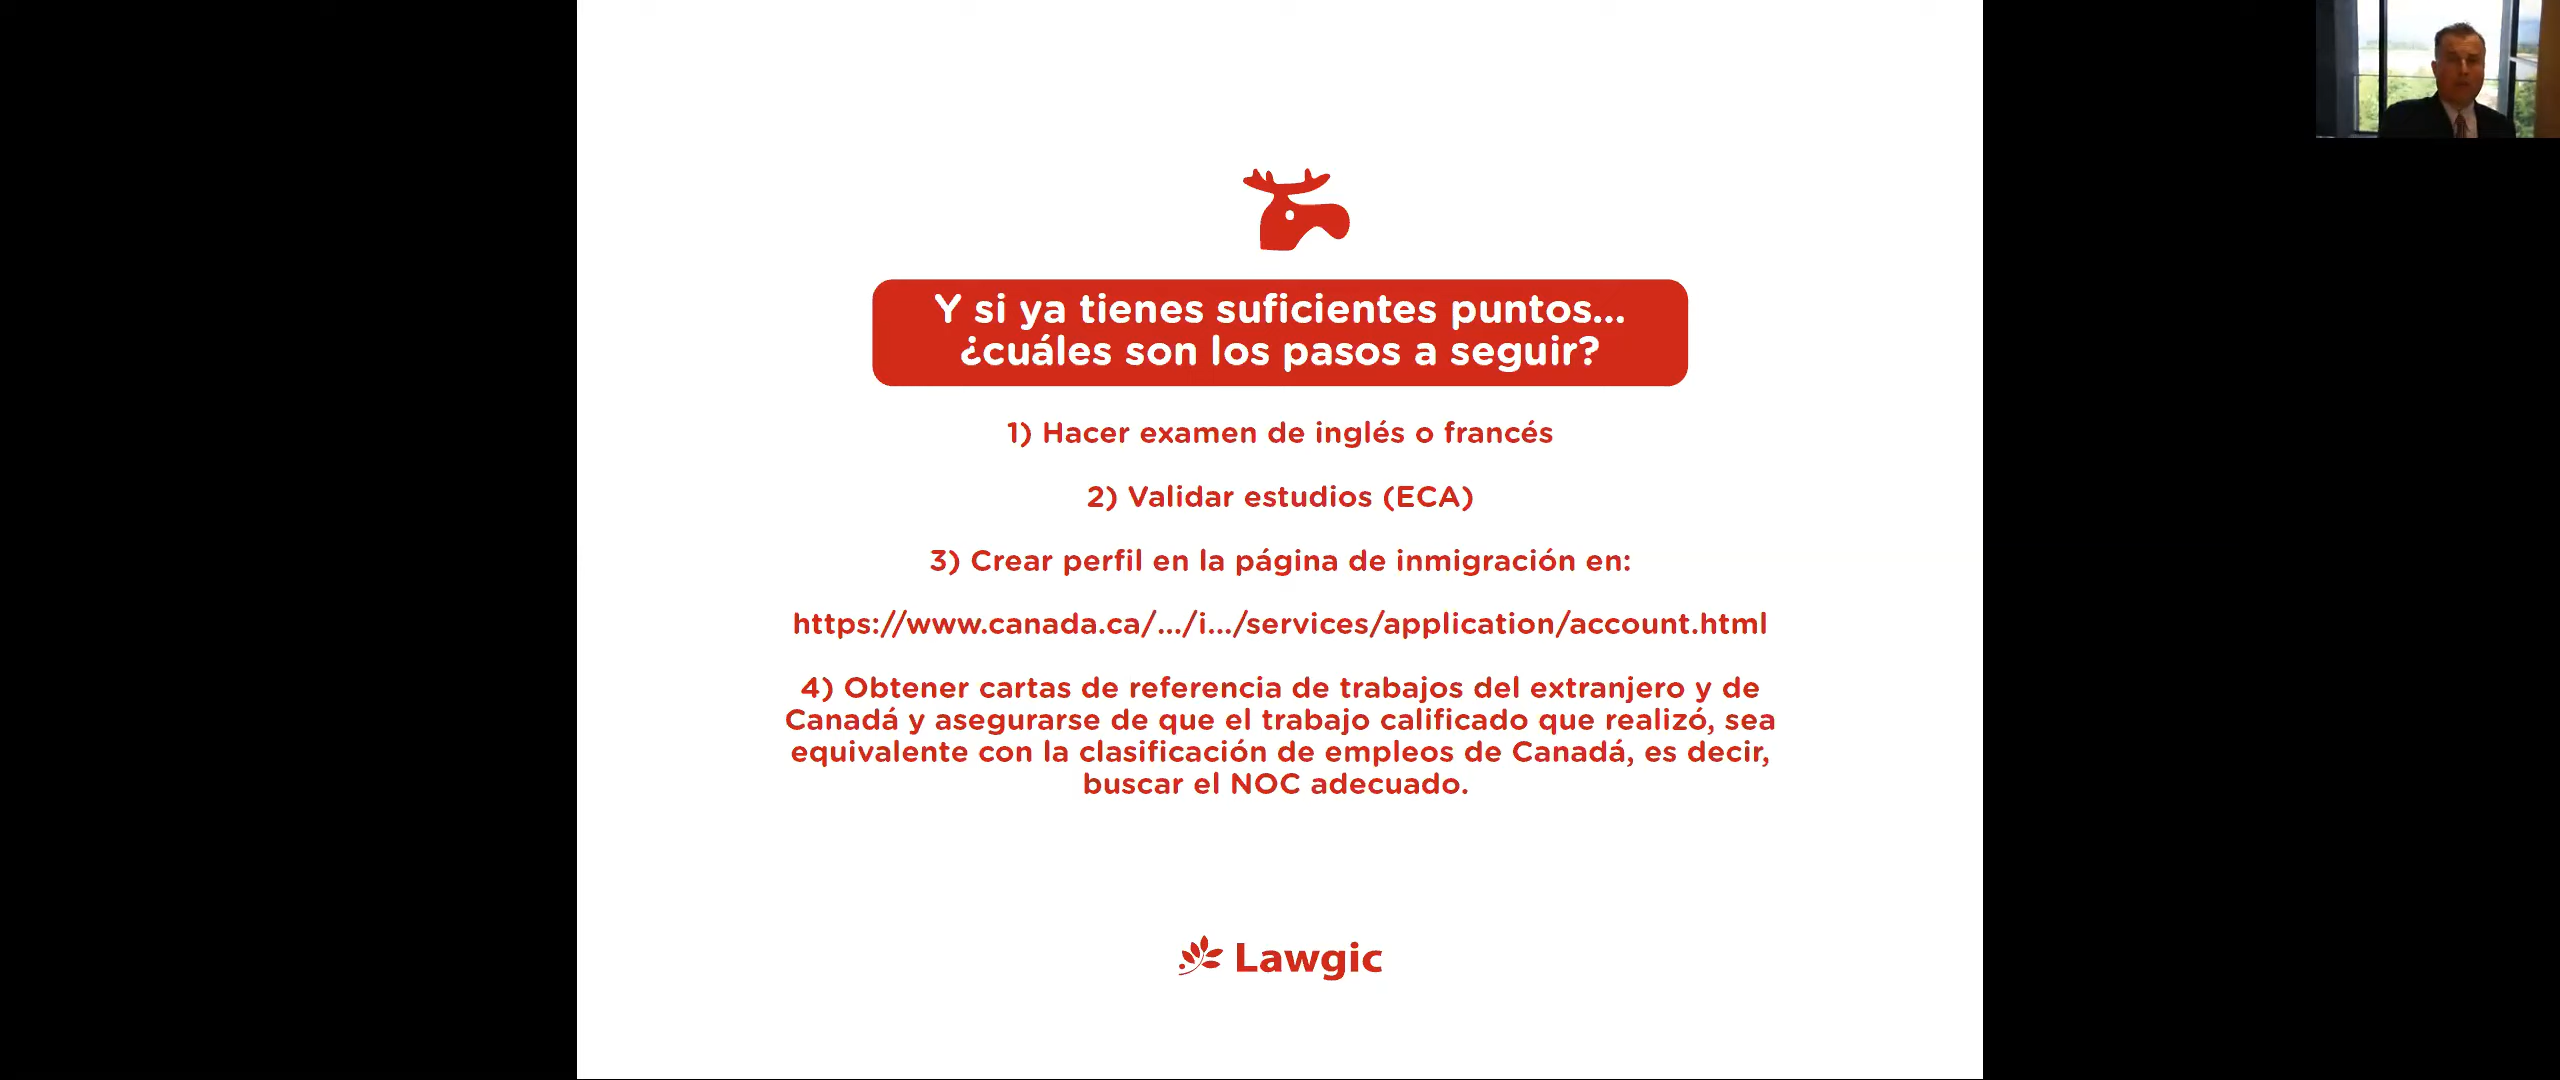 Y si ya tienes suficientes puntos...
¿cuáles son los pasos a seguir?
1) Hacer examen de inglés o francés
2) Validar estudios (ECA)
3) Crear perfil en la página de inmigración en:
https://www.canada.ca/.../i.../services/application/account.html
4) Obtener cartas de referencia de trabajos del extranjero y de
Canadá y asegurarse de que el trabajo calificado que realizó, sea
equivalente con la clasificación de empleos de Canadá, es decir,
buscar el NOC adecuado.
Lawgic